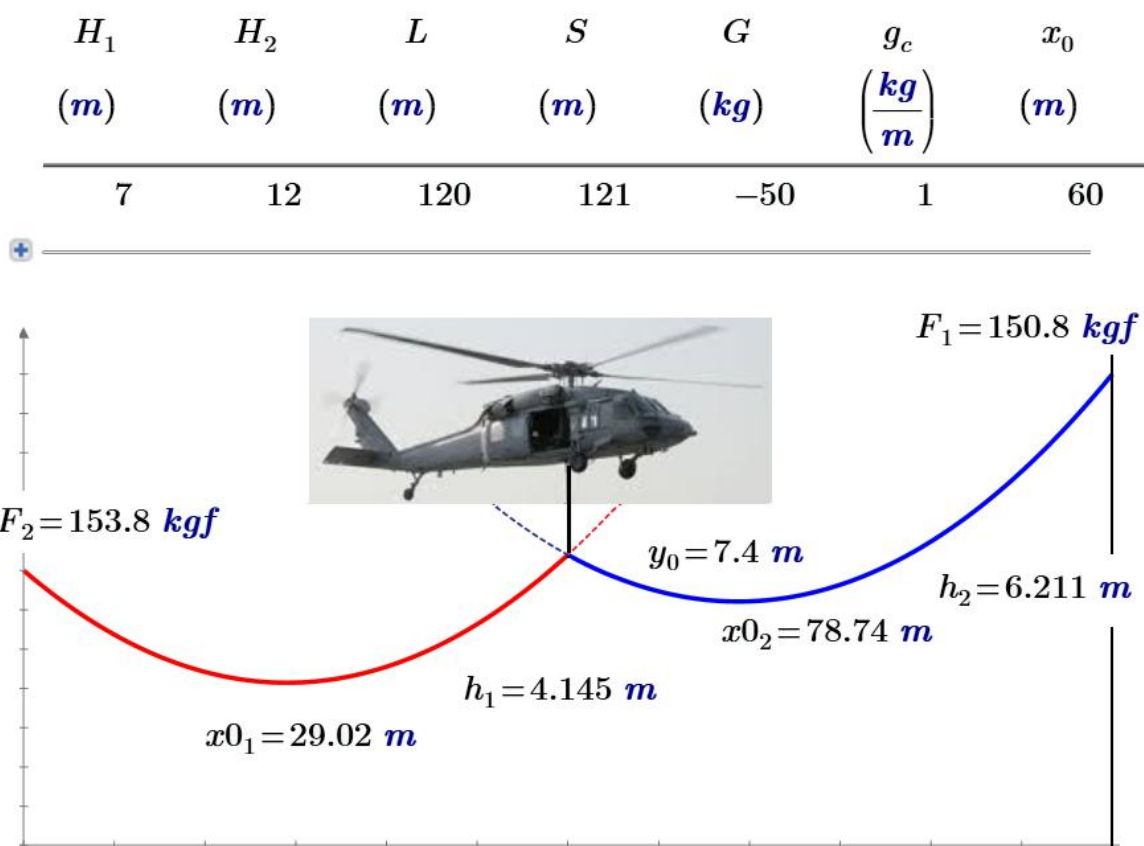 H₁ H₂ L S G g_c x₀
(m) (m) (m) (m) (kg) (kg/m) (m)
7 12 120 121 −50 1 60
F₁=150.8 kgf
F₂=153.8 kgf
y₀=7.4 m
h₂=6.211 m
x0₂=78.74 m
h₁=4.145 m
x0₁=29.02 m